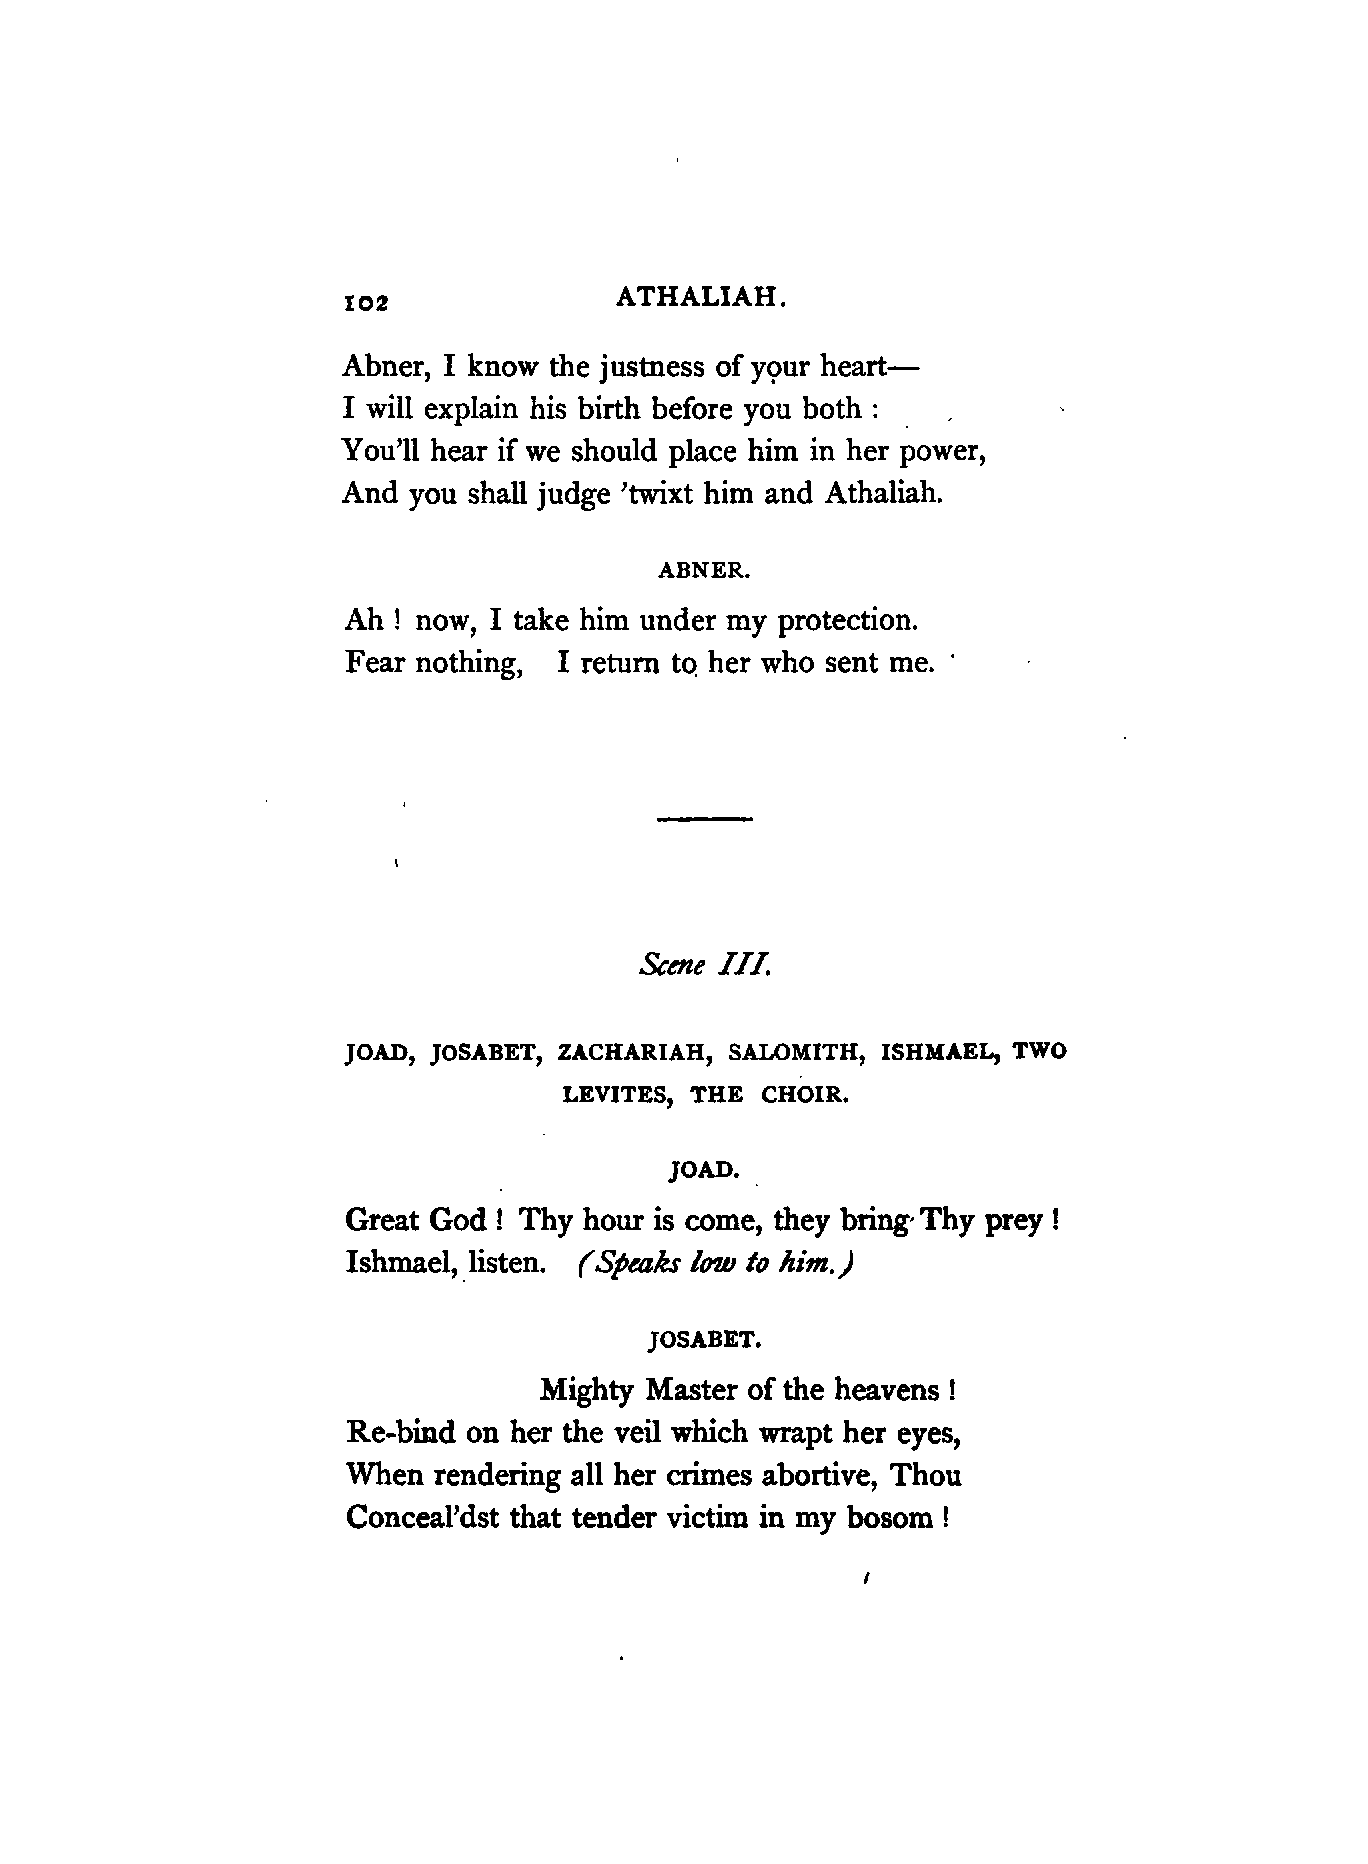 102 ATHALIAH.
Abner, I know the justness of your heart—
I will explain his birth before you both :
You'll hear if we should place him in her power,
And you shall judge 'twixt him and Athaliah.
ABNER.
Ah ! now, I take him under my protection.
Fear nothing, I return to her who sent me.
Scene III.
JOAD, JOSABET, ZACHARIAH, SALOMITH, ISHMAEL, TWO
LEVITES, THE CHOIR.
JOAD.
Great God ! Thy hour is come, they bring Thy prey !
Ishmael, listen. (Speaks low to him.)
JOSABET.
Mighty Master of the heavens !
Re-bind on her the veil which wrapt her eyes,
When rendering all her crimes abortive, Thou
Conceal'dst that tender victim in my bosom !